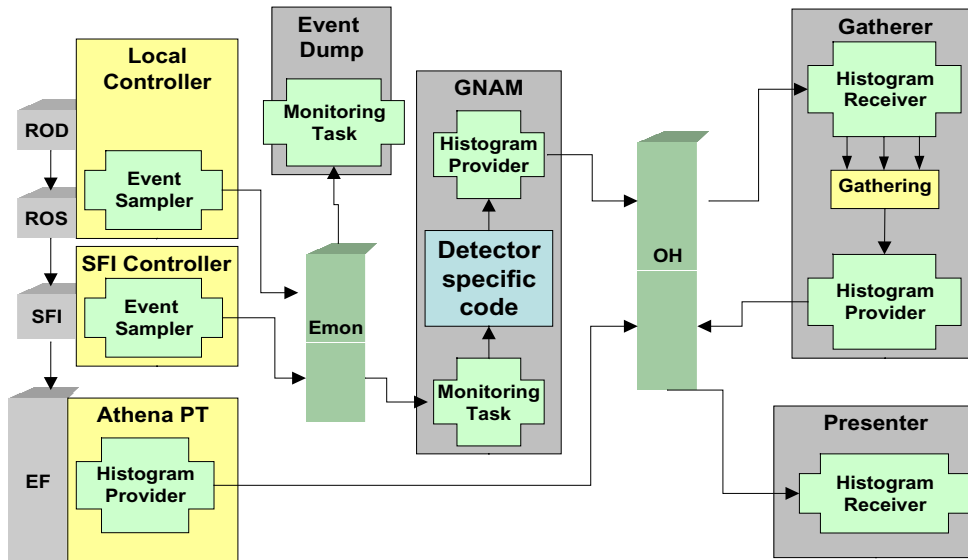 Local
Controller
ROD
Event
Sampler
ROS
SFI Controller
Event
Sampler
SFI
Athena PT
Histogram
Provider
EF
Event
Dump
Monitoring
Task
Emon
GNAM
Histogram
Provider
Detector
specific
code
Monitoring
Task
OH
Gatherer
Histogram
Receiver
Gathering
Histogram
Provider
Presenter
Histogram
Receiver